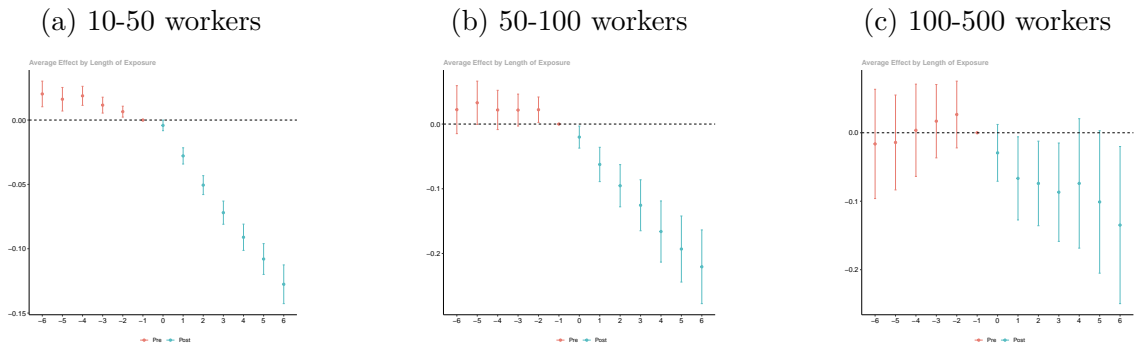 (a) 10-50 workers
(b) 50-100 workers
(c) 100-500 workers
Average Effect by Length of Exposure
0.00
−0.05
−0.10
−0.15
−6 −5 −4 −3 −2 −1 0 1 2 3 4 5 6
Pre Post
Average Effect by Length of Exposure
0.0
−0.1
−0.2
−6 −5 −4 −3 −2 −1 0 1 2 3 4 5 6
Pre Post
Average Effect by Length of Exposure
0.0
−0.1
−0.2
−6 −5 −4 −3 −2 −1 0 1 2 3 4 5 6
Pre Post